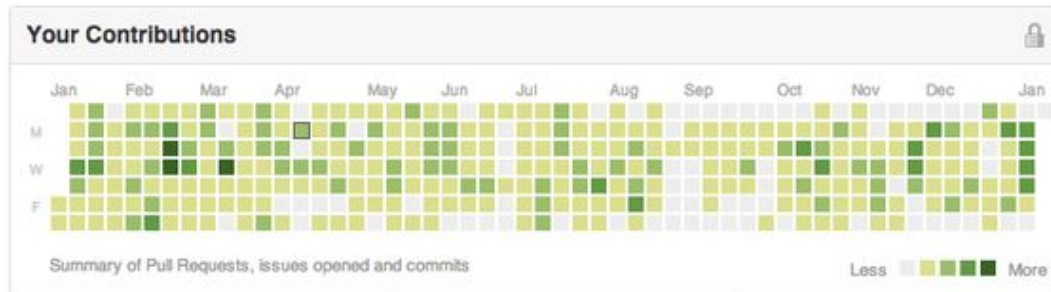 Your Contributions
Jan Feb Mar Apr May Jun Jul Aug Sep Oct Nov Dec Jan
M
W
F
Summary of Pull Requests, issues opened and commits
Less More